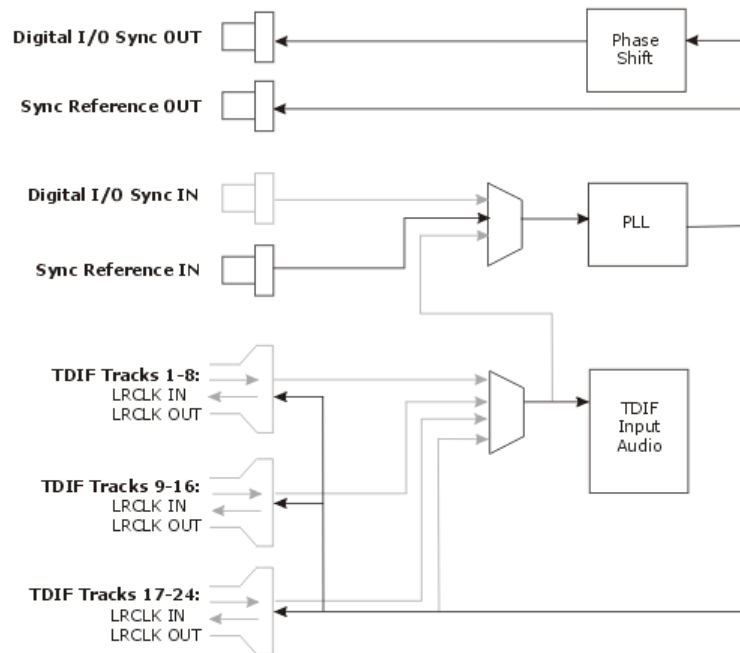 Digital I/O Sync OUT
Phase
Shift
Sync Reference OUT
Digital I/O Sync IN
PLL
Sync Reference IN
TDIF Tracks 1-8:
LRCLK IN
LRCLK OUT
TDIF
Input
Audio
TDIF Tracks 9-16:
LRCLK IN
LRCLK OUT
TDIF Tracks 17-24:
LRCLK IN
LRCLK OUT